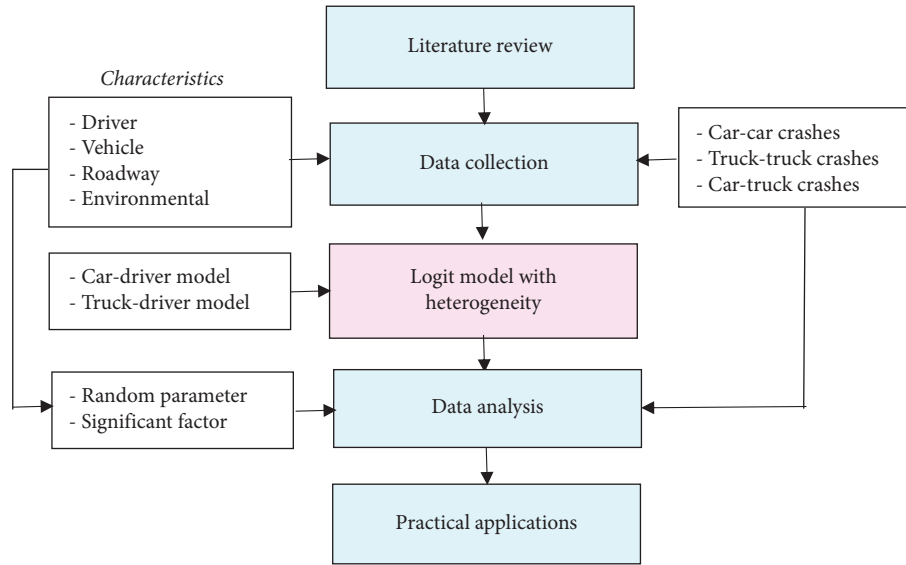 Literature review
Characteristics
- Driver
- Vehicle
- Roadway
- Environmental
Data collection
- Car-car crashes
- Truck-truck crashes
- Car-truck crashes
- Car-driver model
- Truck-driver model
Logit model with
heterogeneity
- Random parameter
- Significant factor
Data analysis
Practical applications